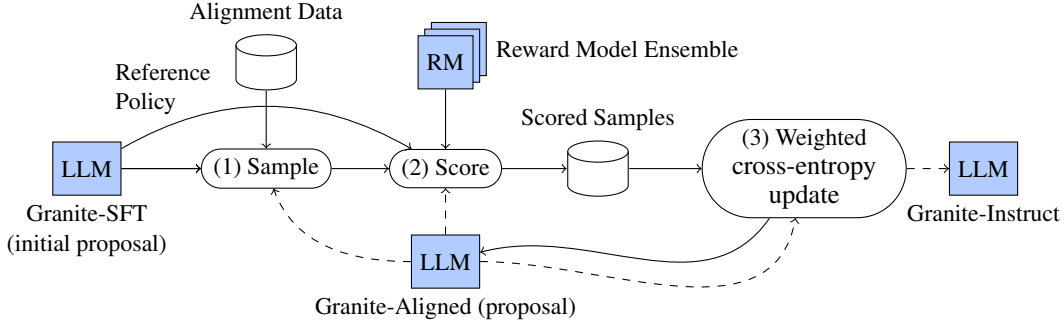 Alignment Data
Reference
Policy
RM
Reward Model Ensemble
Scored Samples
LLM
(1) Sample
(2) Score
(3) Weighted
cross-entropy
update
LLM
Granite-SFT
(initial proposal)
Granite-Instruct
LLM
Granite-Aligned (proposal)